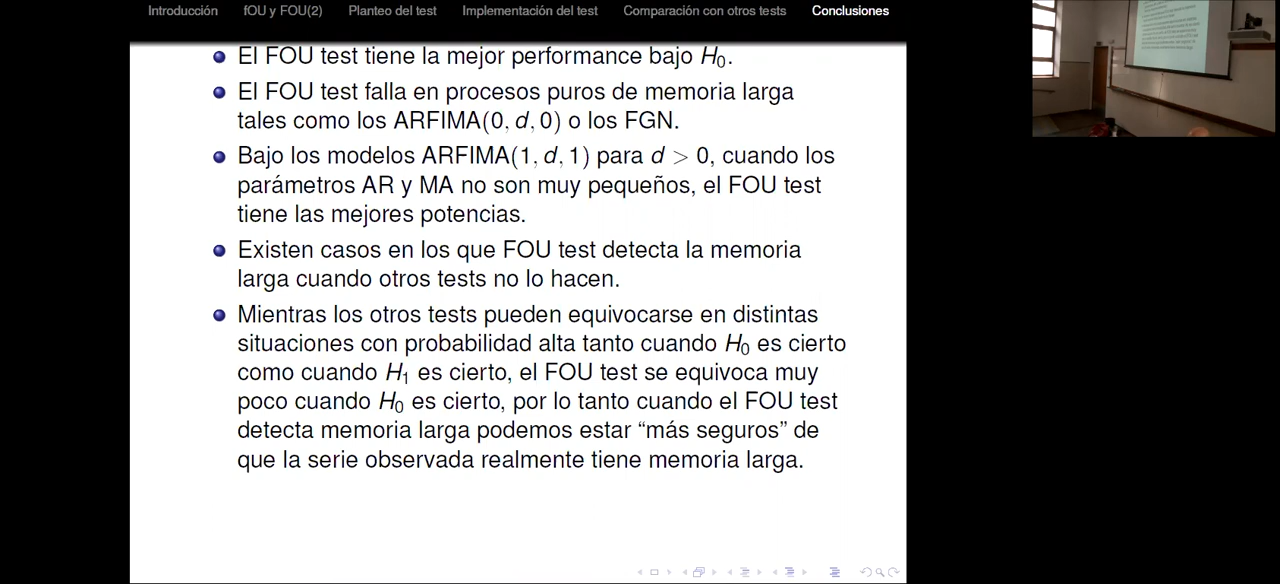 Introducción fOU y FOU(2) Planteo del test Implementación del test Comparación con otros tests Conclusiones
El FOU test tiene la mejor performance bajo H₀.
El FOU test falla en procesos puros de memoria larga
tales como los ARFIMA(0, d, 0) o los FGN.
Bajo los modelos ARFIMA(1, d, 1) para d > 0, cuando los
parámetros AR y MA no son muy pequeños, el FOU test
tiene las mejores potencias.
Existen casos en los que FOU test detecta la memoria
larga cuando otros tests no lo hacen.
Mientras los otros tests pueden equivocarse en distintas
situaciones con probabilidad alta tanto cuando H₀ es cierto
como cuando H₁ es cierto, el FOU test se equivoca muy
poco cuando H₀ es cierto, por lo tanto cuando el FOU test
detecta memoria larga podemos estar “más seguros” de
que la serie observada realmente tiene memoria larga.